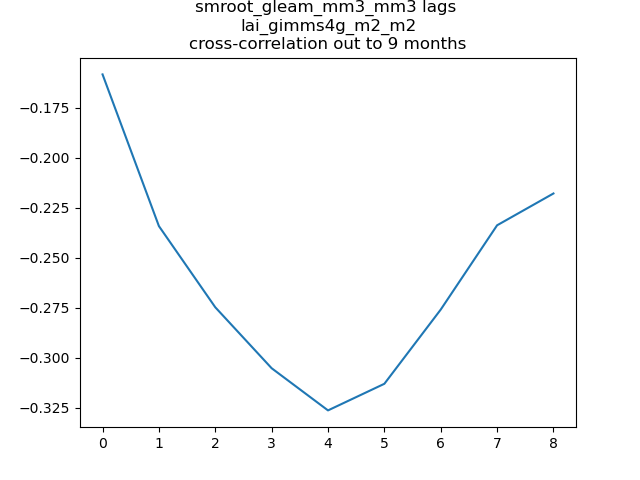 smroot_gleam_mm3_mm3 lags
lai_gimms4g_m2_m2
cross-correlation out to 9 months
−0.175
−0.200
−0.225
−0.250
−0.275
−0.300
−0.325
0 1 2 3 4 5 6 7 8